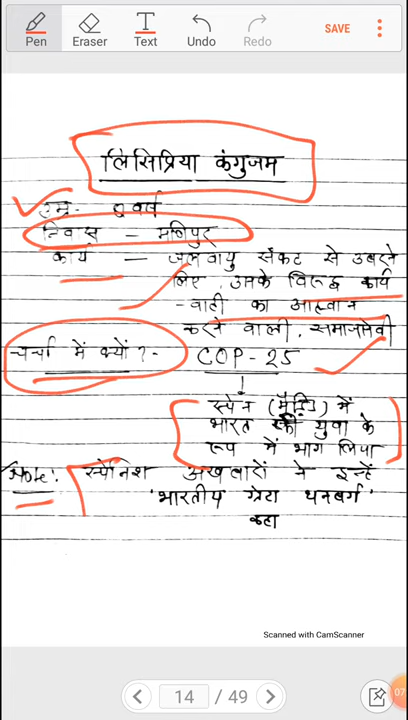 Pen Eraser Text Undo Redo SAVE
लिसिप्रिया कंगुजम
उम्र- 8 वर्ष
निवास - मणिपुर
कार्य - जलवायु संकट से उबरने
लिए, उसके विरूद्ध कार्य
-वाही का आह्वान
करने वाली, समाजसेवी
चर्चा में क्यों ?- COP-25
स्पेन (मैड्रिड) में
भारत की युवा के
रूप में भाग लिया
Note: स्पेनिश अखबारों ने इन्हें
'भारतीय ग्रेटा थनबर्ग'
कहा
Scanned with CamScanner
14 / 49
07